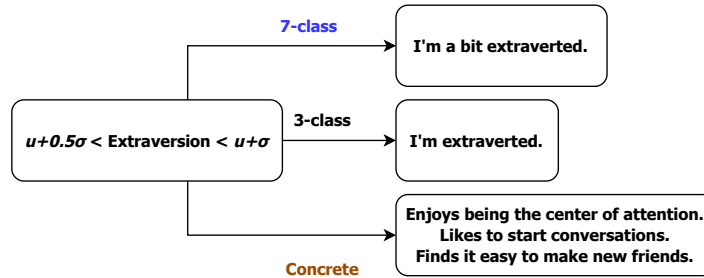 7-class
I'm a bit extraverted.
u+0.5σ < Extraversion < u+σ
3-class
I'm extraverted.
Enjoys being the center of attention.
Likes to start conversations.
Finds it easy to make new friends.
Concrete